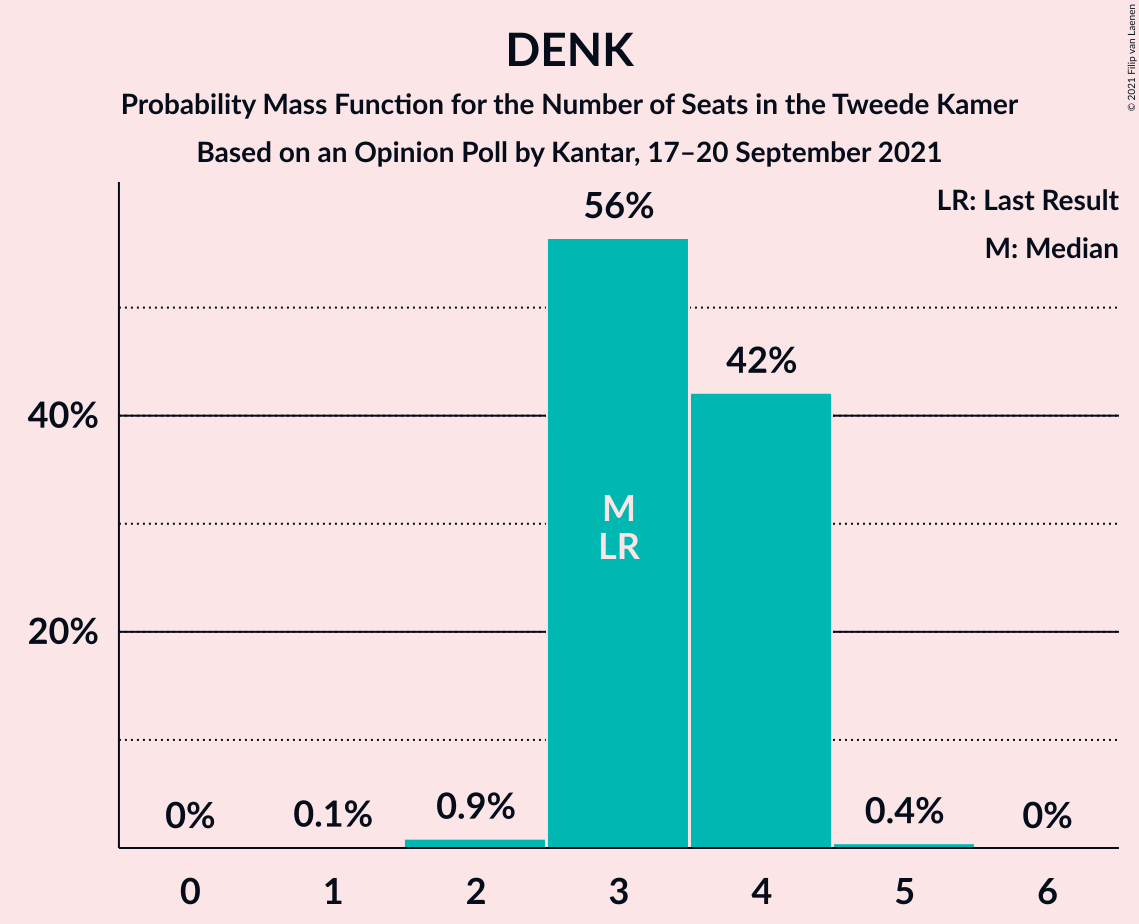 DENK
Probability Mass Function for the Number of Seats in the Tweede Kamer
Based on an Opinion Poll by Kantar, 17–20 September 2021
© 2021 Filip van Laenen
LR: Last Result
M: Median
56%
42%
40%
M
LR
20%
0%
0.1%
0.9%
0.4%
0%
0 1 2 3 4 5 6